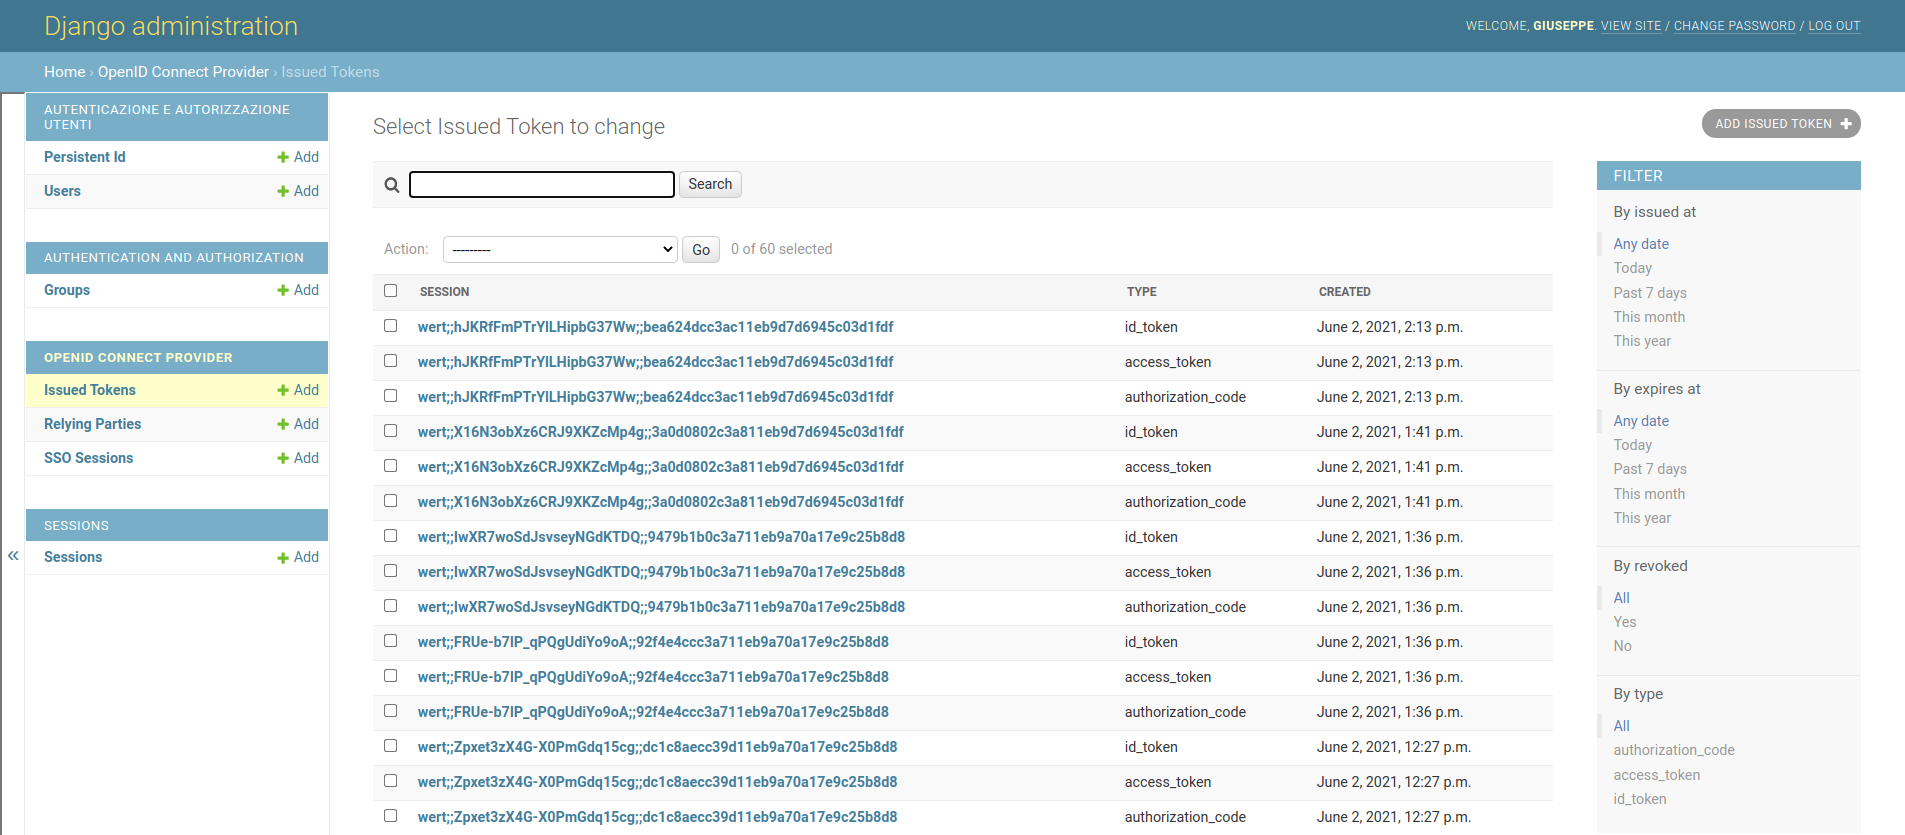 Django administration
WELCOME, GIUSEPPE. VIEW SITE / CHANGE PASSWORD / LOG OUT
Home › OpenID Connect Provider › Issued Tokens
AUTENTICAZIONE E AUTORIZZAZIONE
UTENTI
Persistent Id Add
Users Add
AUTHENTICATION AND AUTHORIZATION
Groups Add
OPENID CONNECT PROVIDER
Issued Tokens Add
Relying Parties Add
SSO Sessions Add
SESSIONS
Sessions Add
«
Select Issued Token to change
ADD ISSUED TOKEN
Search
Action: --------- Go 0 of 60 selected
SESSION TYPE CREATED
wert;;hJKRfFmPTrYlLHipbG37Ww;;bea624dcc3ac11eb9d7d6945c03d1fdf id_token June 2, 2021, 2:13 p.m.
wert;;hJKRfFmPTrYlLHipbG37Ww;;bea624dcc3ac11eb9d7d6945c03d1fdf access_token June 2, 2021, 2:13 p.m.
wert;;hJKRfFmPTrYlLHipbG37Ww;;bea624dcc3ac11eb9d7d6945c03d1fdf authorization_code June 2, 2021, 2:13 p.m.
wert;;X16N3obXz6CRJ9XKZcMp4g;;3a0d0802c3a811eb9d7d6945c03d1fdf id_token June 2, 2021, 1:41 p.m.
wert;;X16N3obXz6CRJ9XKZcMp4g;;3a0d0802c3a811eb9d7d6945c03d1fdf access_token June 2, 2021, 1:41 p.m.
wert;;X16N3obXz6CRJ9XKZcMp4g;;3a0d0802c3a811eb9d7d6945c03d1fdf authorization_code June 2, 2021, 1:41 p.m.
wert;;lwXR7woSdJsvseyNGdKTDQ;;9479b1b0c3a711eb9a70a17e9c25b8d8 id_token June 2, 2021, 1:36 p.m.
wert;;lwXR7woSdJsvseyNGdKTDQ;;9479b1b0c3a711eb9a70a17e9c25b8d8 access_token June 2, 2021, 1:36 p.m.
wert;;lwXR7woSdJsvseyNGdKTDQ;;9479b1b0c3a711eb9a70a17e9c25b8d8 authorization_code June 2, 2021, 1:36 p.m.
wert;;FRUe-b7lP_qPQgUdiYo9oA;;92f4e4ccc3a711eb9a70a17e9c25b8d8 id_token June 2, 2021, 1:36 p.m.
wert;;FRUe-b7lP_qPQgUdiYo9oA;;92f4e4ccc3a711eb9a70a17e9c25b8d8 access_token June 2, 2021, 1:36 p.m.
wert;;FRUe-b7lP_qPQgUdiYo9oA;;92f4e4ccc3a711eb9a70a17e9c25b8d8 authorization_code June 2, 2021, 1:36 p.m.
wert;;Zpxet3zX4G-X0PmGdq15cg;;dc1c8aecc39d11eb9a70a17e9c25b8d8 id_token June 2, 2021, 12:27 p.m.
wert;;Zpxet3zX4G-X0PmGdq15cg;;dc1c8aecc39d11eb9a70a17e9c25b8d8 access_token June 2, 2021, 12:27 p.m.
wert;;Zpxet3zX4G-X0PmGdq15cg;;dc1c8aecc39d11eb9a70a17e9c25b8d8 authorization_code June 2, 2021, 12:27 p.m.
FILTER
By issued at
Any date
Today
Past 7 days
This month
This year
By expires at
Any date
Today
Past 7 days
This month
This year
By revoked
All
Yes
No
By type
All
authorization_code
access_token
id_token